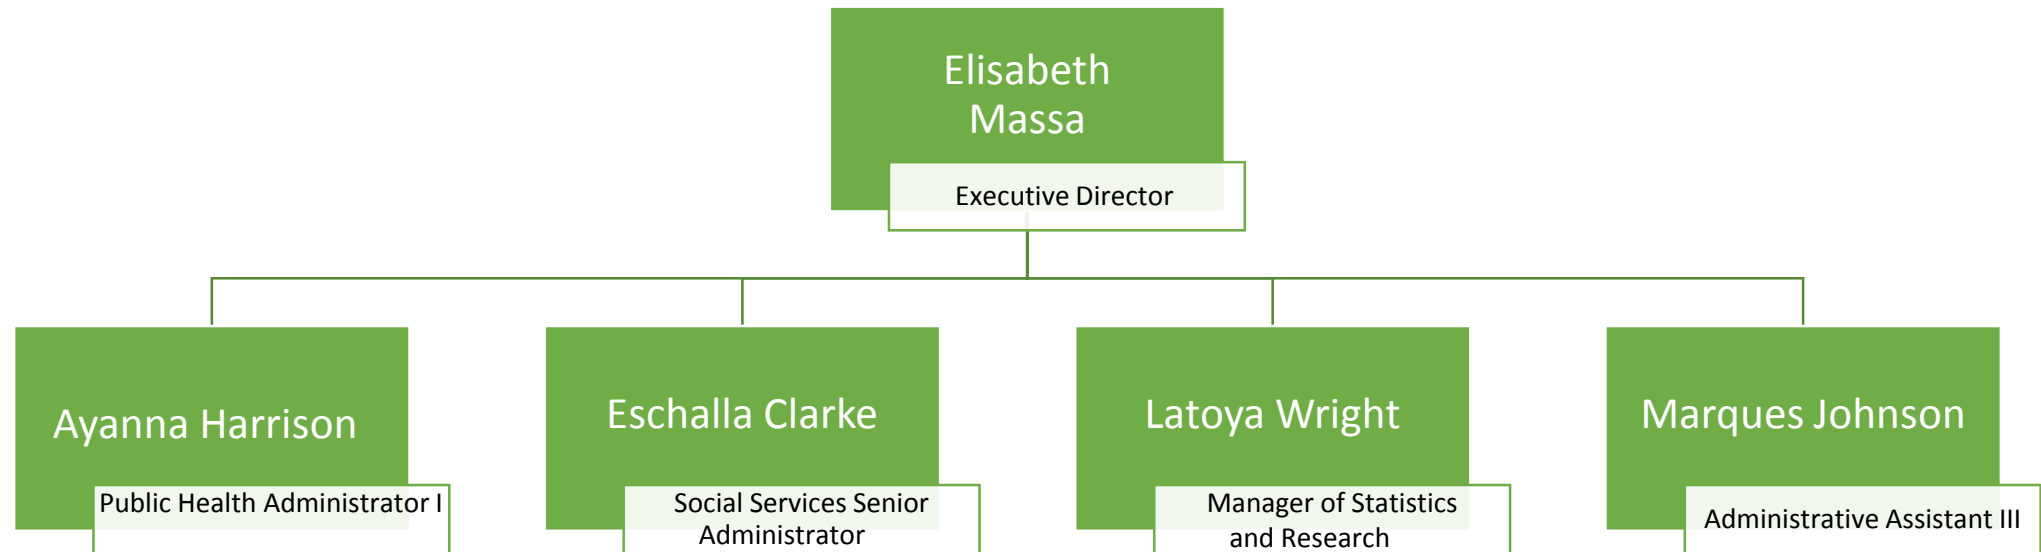 Elisabeth
Massa
Executive Director
Ayanna Harrison
Public Health Administrator I
Eschalla Clarke
Social Services Senior
Administrator
Latoya Wright
Manager of Statistics
and Research
Marques Johnson
Administrative Assistant III